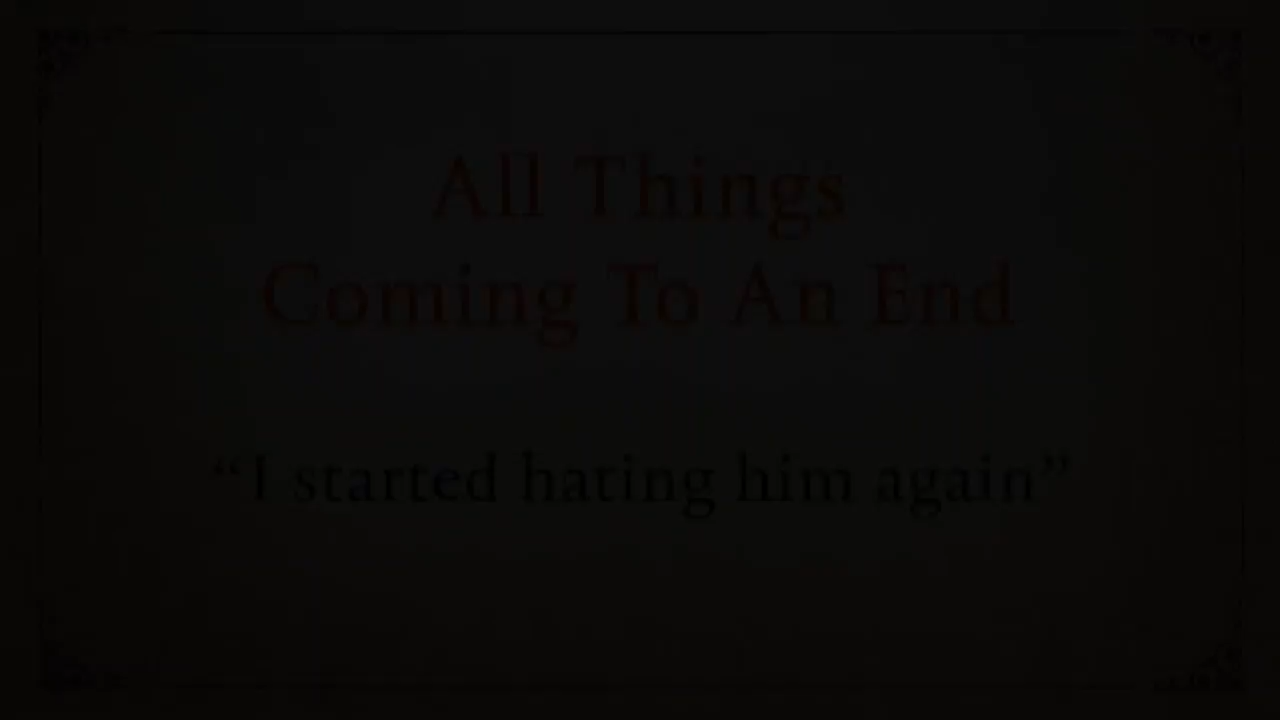 All Things
Coming To An End
“I started hating him again”